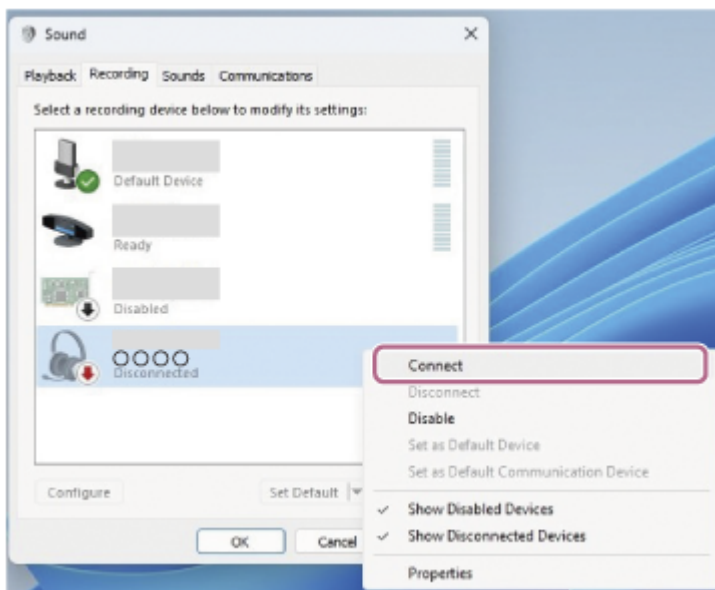 Sound
Playback Recording Sounds Communications
Select a recording device below to modify its settings:
Default Device
Ready
Disabled
○○○○
Disconnected
Connect
Disconnect
Disable
Set as Default Device
Set as Default Communication Device
Show Disabled Devices
Show Disconnected Devices
Properties
Configure
Set Default
OK
Cancel